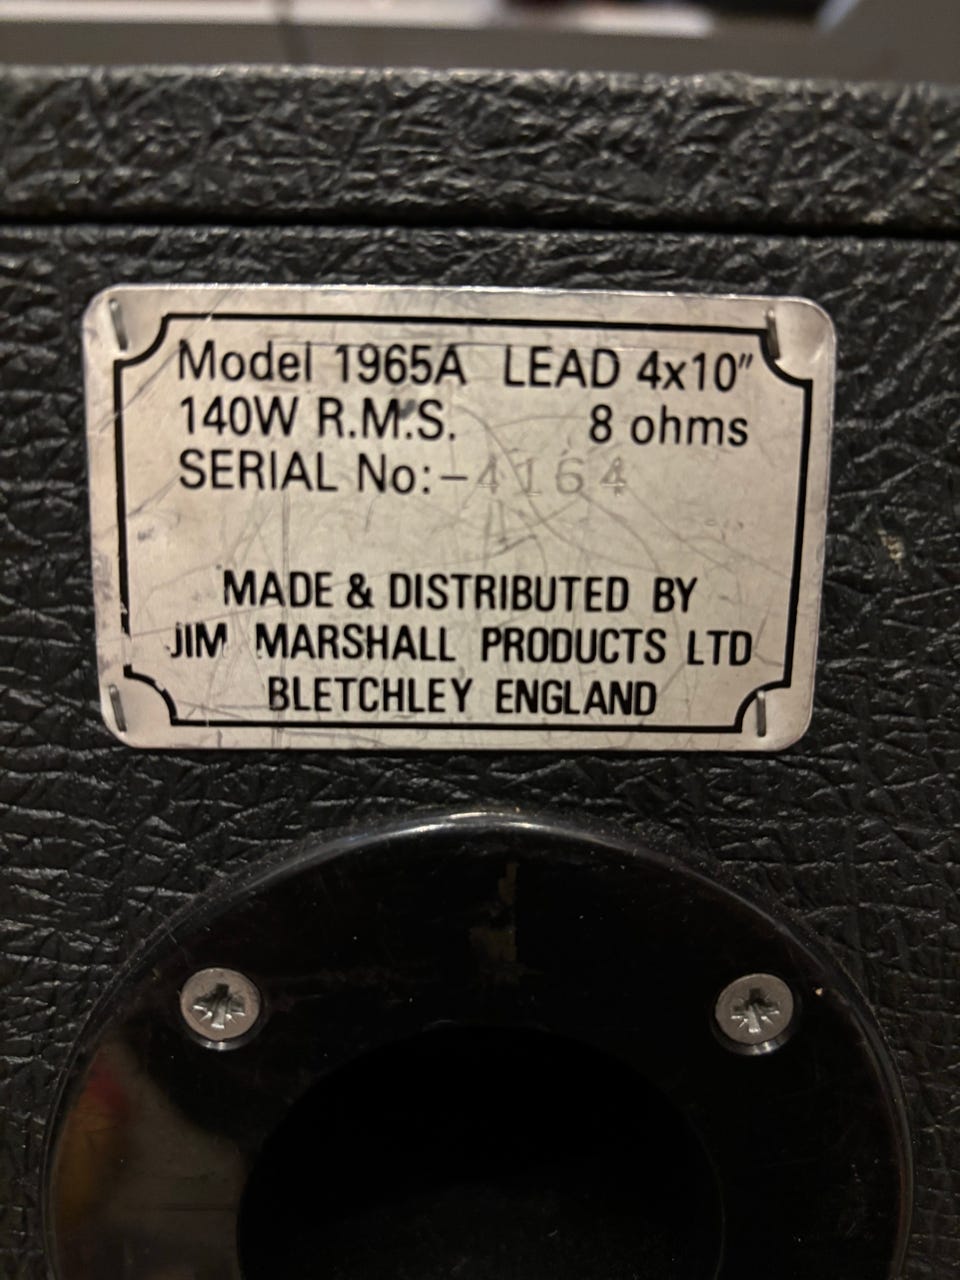 Model 1965A LEAD 4x10"
140W R.M.S. 8 ohms
SERIAL No:-4164
MADE & DISTRIBUTED BY
JIM MARSHALL PRODUCTS LTD
BLETCHLEY ENGLAND